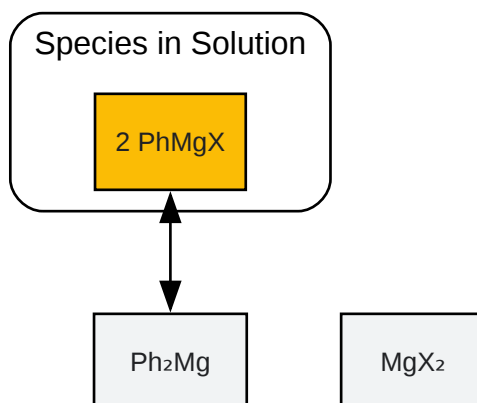 Species in Solution
2 PhMgX
Ph₂Mg
MgX₂